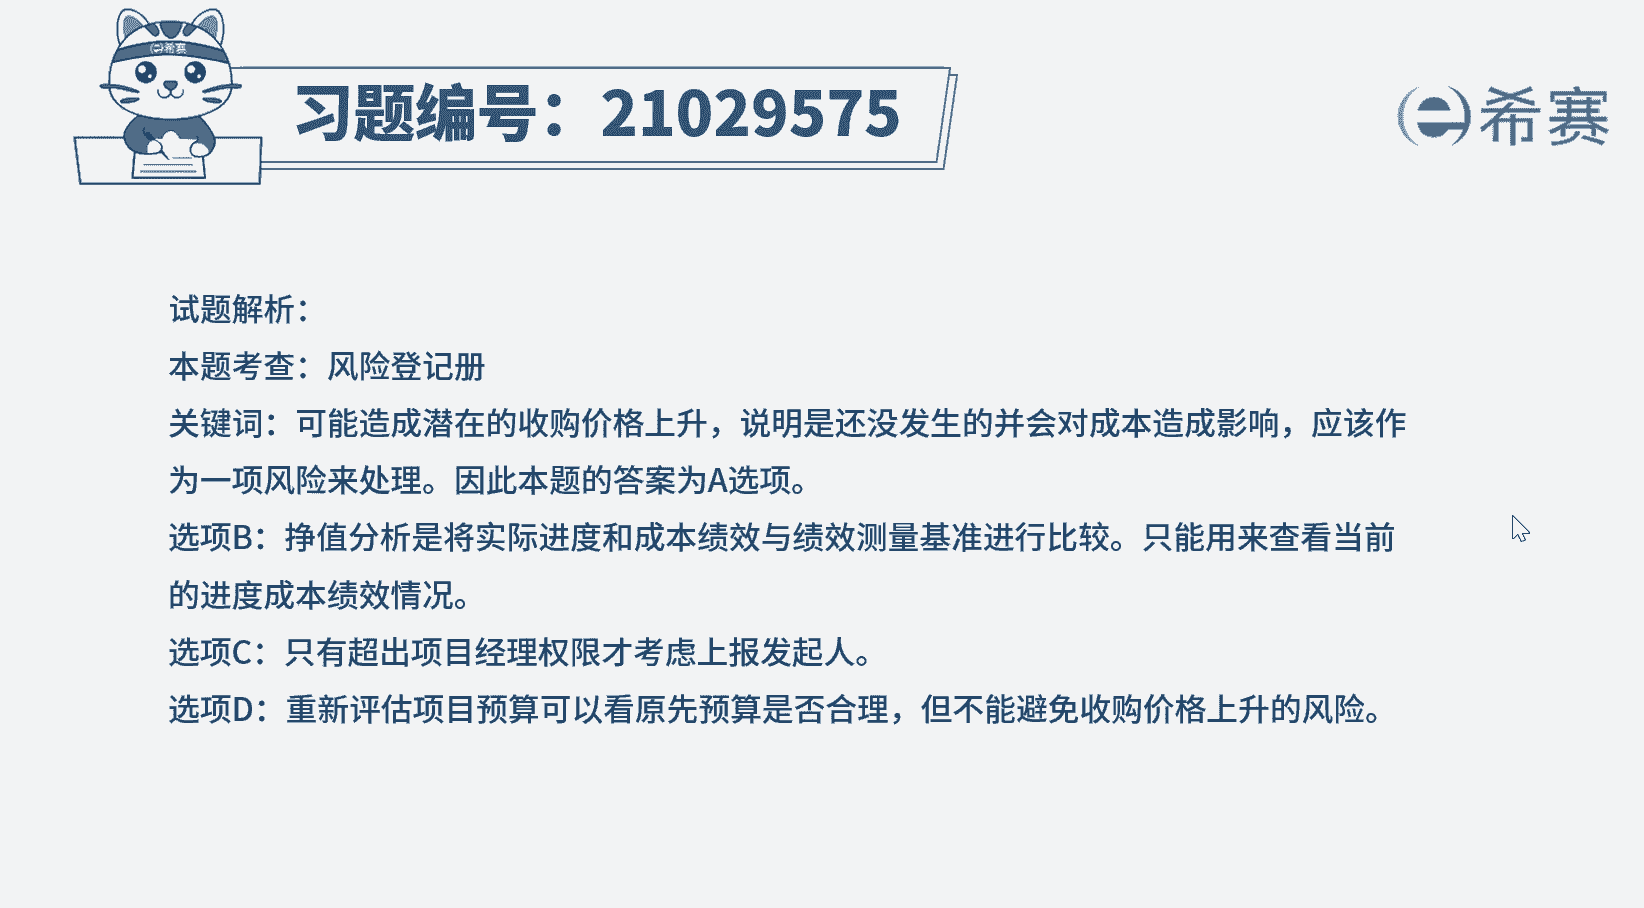 希赛
习题编号：21029575
希赛
试题解析：
本题考查：风险登记册
关键词：可能造成潜在的收购价格上升，说明是还没发生的并会对成本造成影响，应该作
为一项风险来处理。因此本题的答案为A选项。
选项B：挣值分析是将实际进度和成本绩效与绩效测量基准进行比较。只能用来查看当前
的进度成本绩效情况。
选项C：只有超出项目经理权限才考虑上报发起人。
选项D：重新评估项目预算可以看原先预算是否合理，但不能避免收购价格上升的风险。